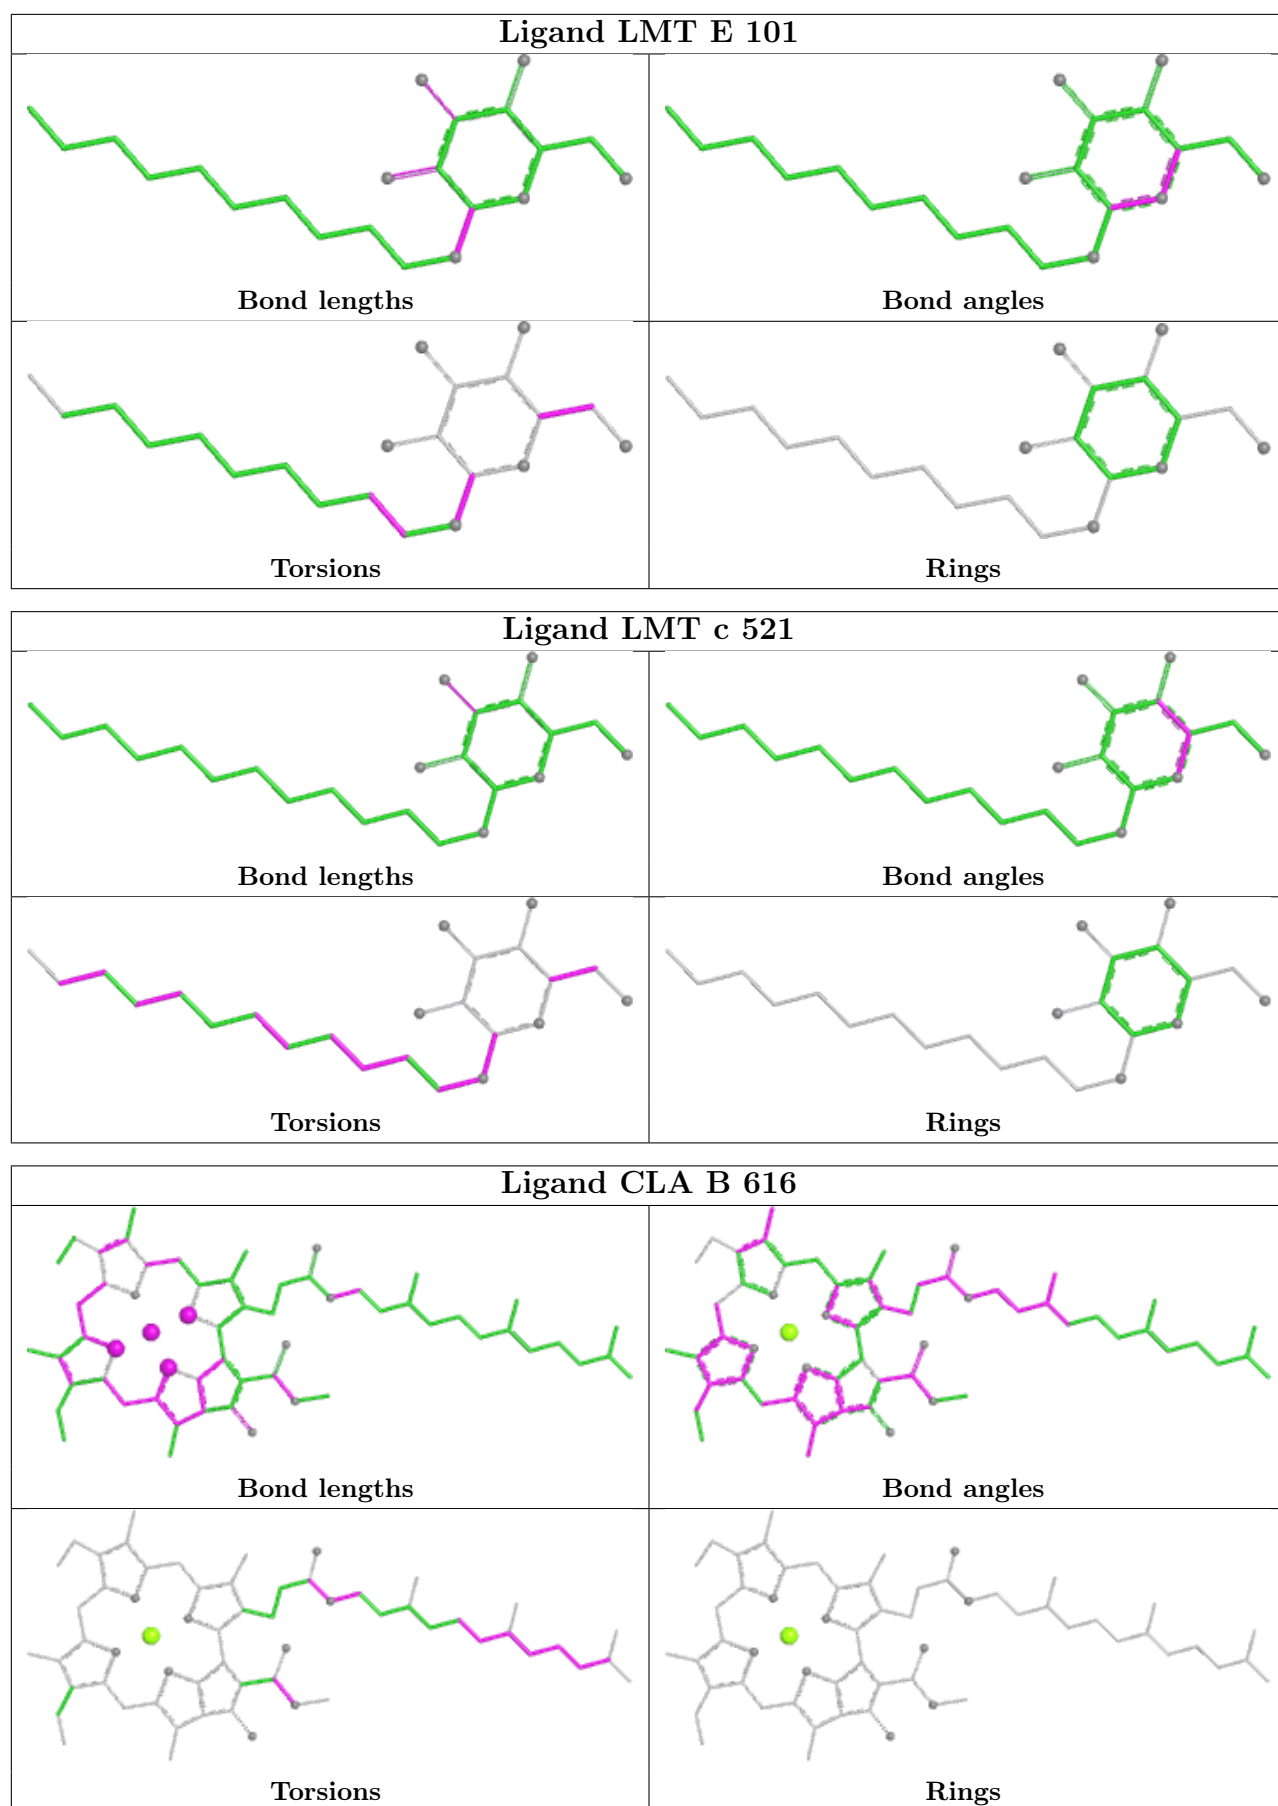 Ligand LMT E 101
Bond lengths
Bond angles
Torsions
Rings
Ligand LMT c 521
Bond lengths
Bond angles
Torsions
Rings
Ligand CLA B 616
Bond lengths
Bond angles
Torsions
Rings